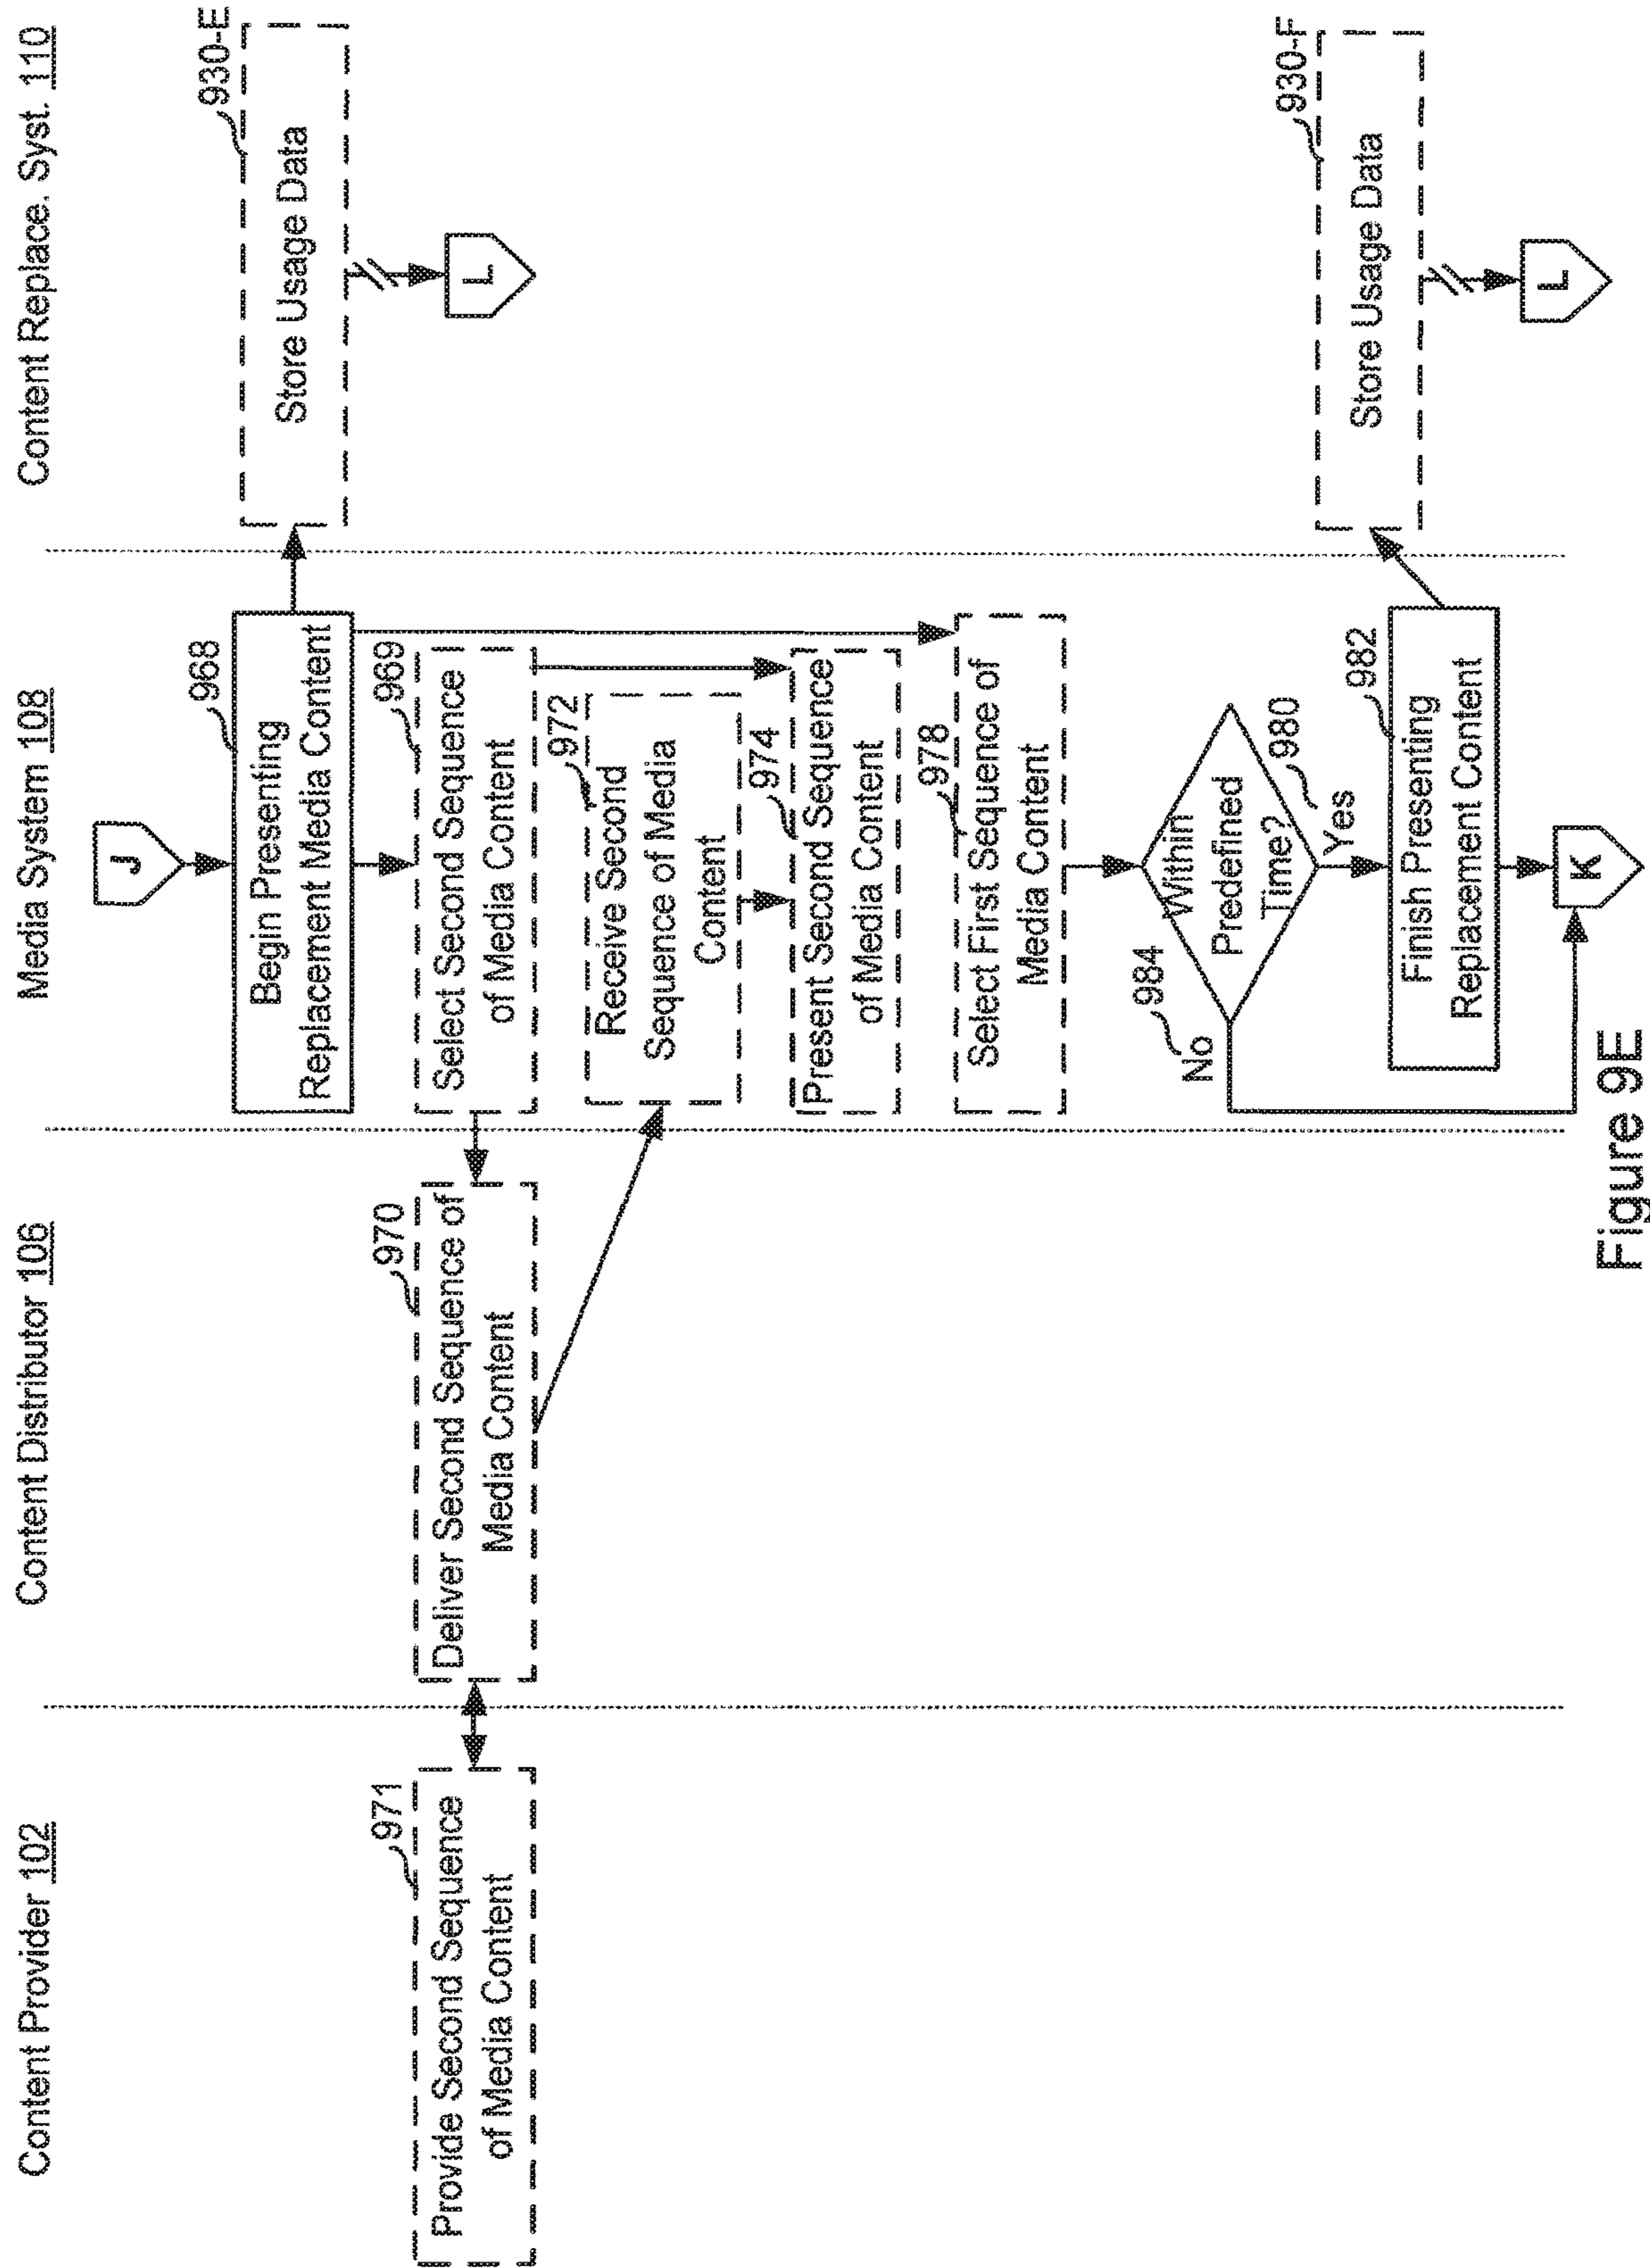 Content Provider 102
Content Distributor 106
Media System 108
Content Replace. Syst. 110
J
968
Begin Presenting
Replacement Media Content
930-E
Store Usage Data
L
971
Provide Second Sequence
of Media Content
970
Deliver Second Sequence of
Media Content
969
Select Second Sequence
of Media Content
972
Receive Second
Sequence of Media
Content
974
Present Second Sequence
of Media Content
978
Select First Sequence of
Media Content
984
No
Within
Predefined
Time?
980
Yes
982
Finish Presenting
Replacement Content
930-F
Store Usage Data
L
K
Figure 9E